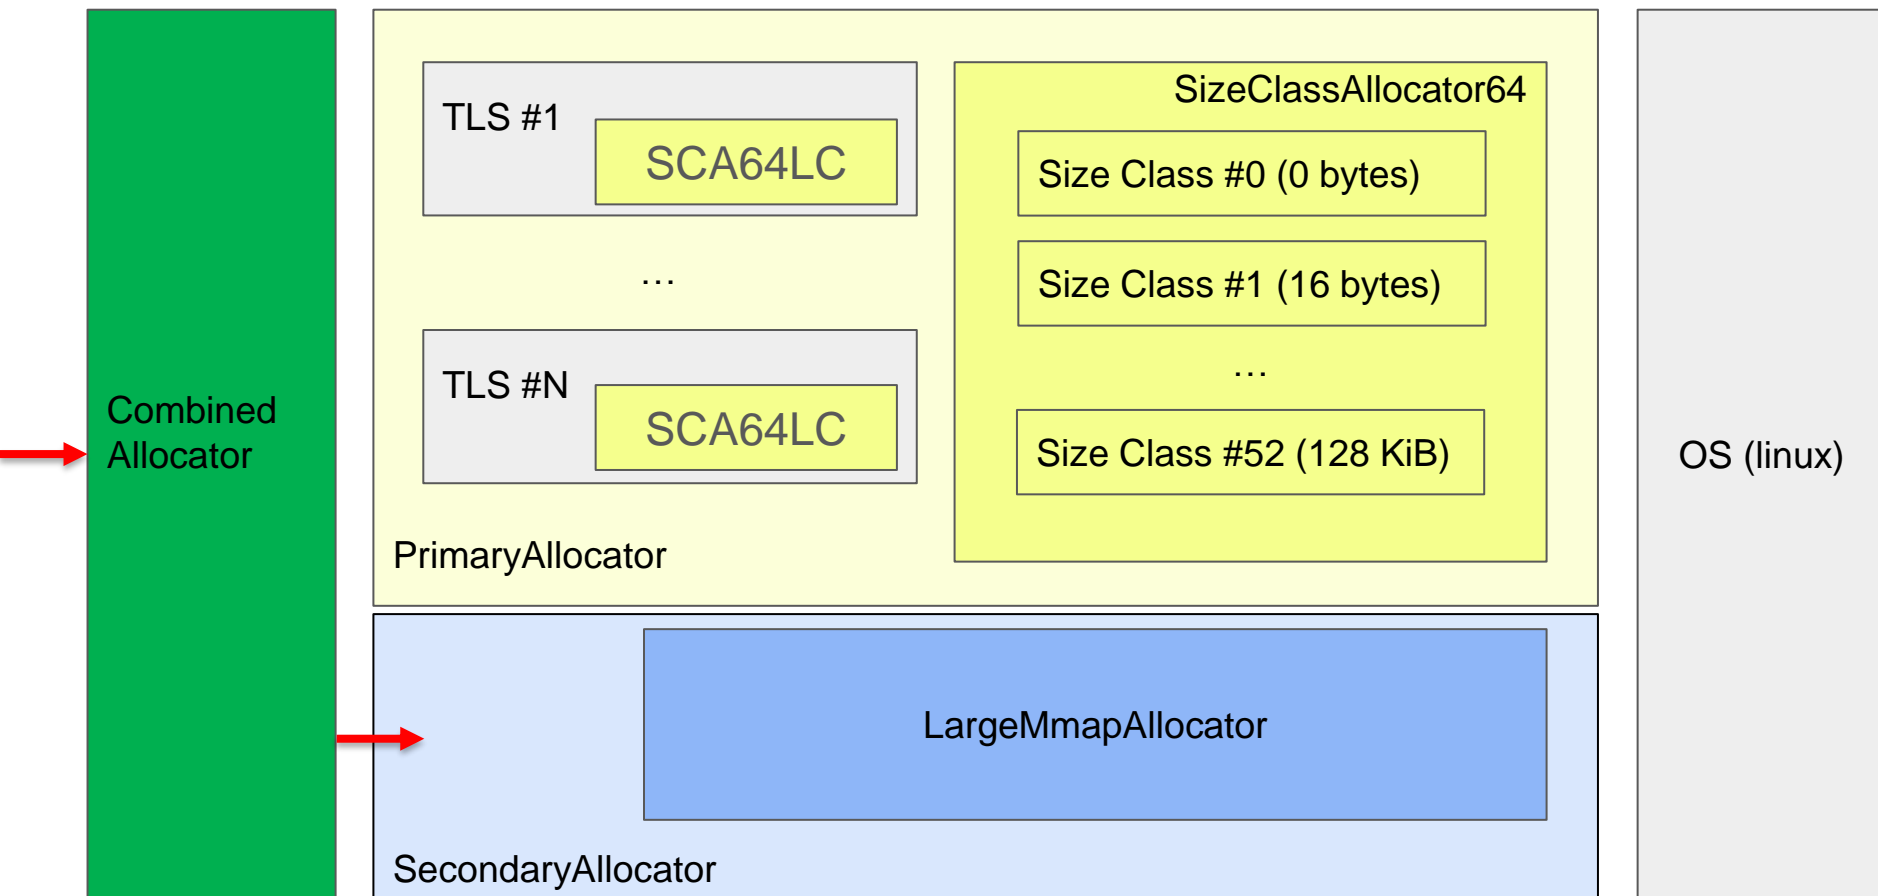 Combined
Allocator
TLS #1
SCA64LC
…
TLS #N
SCA64LC
PrimaryAllocator
SizeClassAllocator64
Size Class #0 (0 bytes)
Size Class #1 (16 bytes)
…
Size Class #52 (128 KiB)
LargeMmapAllocator
SecondaryAllocator
OS (linux)